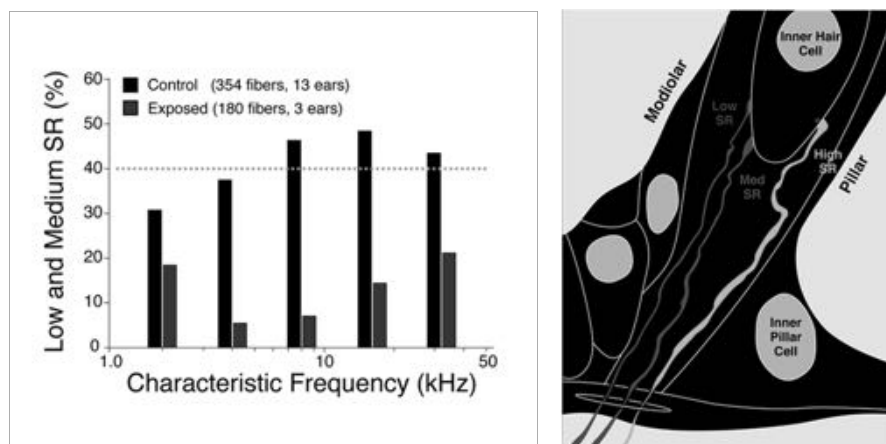 Low and Medium SR (%)
60
50
40
30
20
10
0
Control (354 fibers, 13 ears)
Exposed (180 fibers, 3 ears)
1.0
10
50
Characteristic Frequency (kHz)
Inner Hair
Cell
Modiolar
Low
SR
Med
SR
High
SR
Pillar
Inner
Pillar
Cell